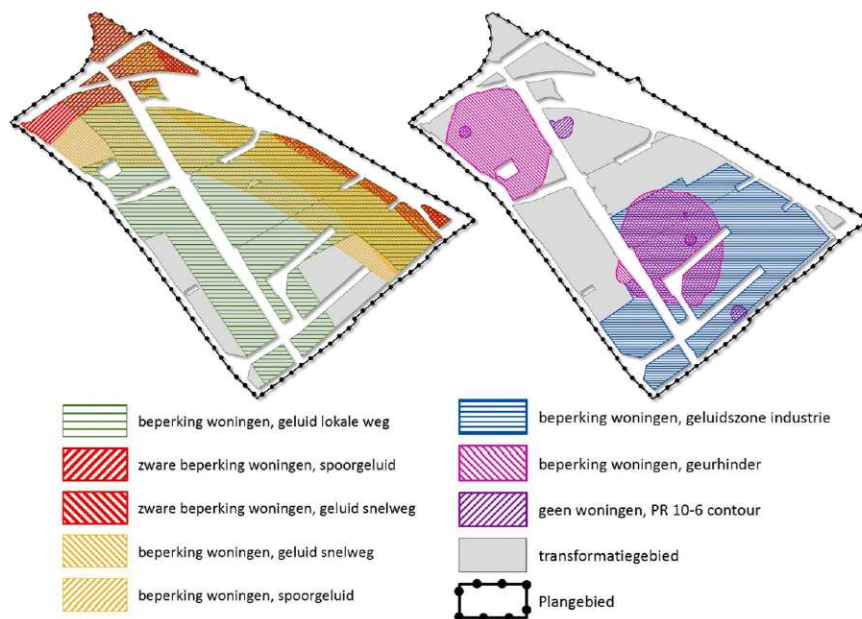 beperking woningen, geluid lokale weg
zware beperking woningen, spoorgeluid
zware beperking woningen, geluid snelweg
beperking woningen, geluid snelweg
beperking woningen, spoorgeluid
beperking woningen, geluidszone industrie
beperking woningen, geurhinder
geen woningen, PR 10-6 contour
transformatiegebied
Plangebied